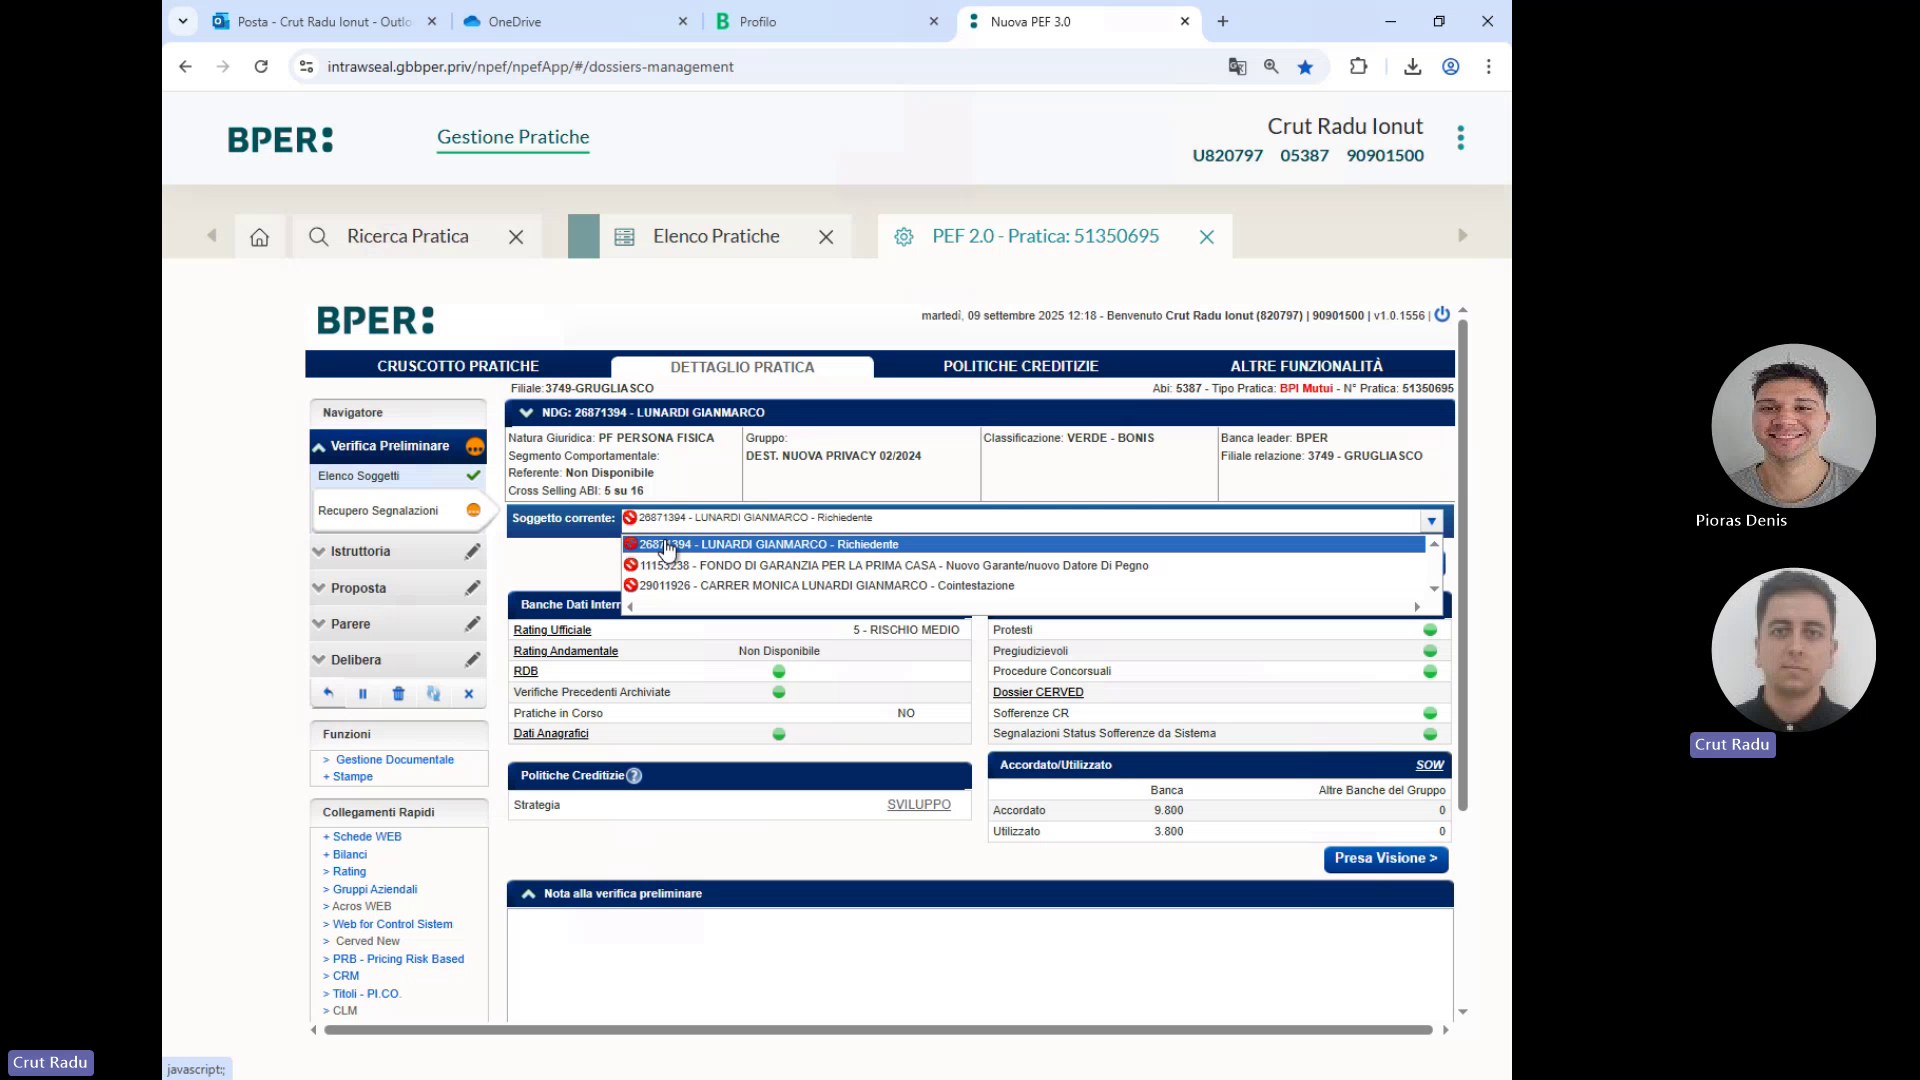 Posta - Crut Radu Ionut - Outlo
OneDrive
Profilo
Nuova PEF 3.0
intrawseal.gbbper.priv/npef/npefApp/#/dossiers-management
BPER:
Gestione Pratiche
Crut Radu Ionut
U820797 05387 90901500
Ricerca Pratica
Elenco Pratiche
PEF 2.0 - Pratica: 51350695
BPER:
martedì, 09 settembre 2025 12:18 - Benvenuto Crut Radu Ionut (820797) | 90901500 | v1.0.1556 |
CRUSCOTTO PRATICHE
DETTAGLIO PRATICA
POLITICHE CREDITIZIE
ALTRE FUNZIONALITÀ
Filiale:3749-GRUGLIASCO
Abi: 5387 - Tipo Pratica: BPI Mutui - N° Pratica: 51350695
Navigatore
Verifica Preliminare
Elenco Soggetti
Recupero Segnalazioni
Istruttoria
Proposta
Parere
Delibera
Funzioni
> Gestione Documentale
+ Stampe
Collegamenti Rapidi
+ Schede WEB
+ Bilanci
> Rating
> Gruppi Aziendali
> Acros WEB
> Web for Control Sistem
> Cerved New
> PRB - Pricing Risk Based
> CRM
> Titoli - PI.CO.
> CLM
NDG: 26871394 - LUNARDI GIANMARCO
Natura Giuridica: PF PERSONA FISICA
Segmento Comportamentale:
Referente: Non Disponibile
Cross Selling ABI: 5 su 16
Gruppo:
DEST. NUOVA PRIVACY 02/2024
Classificazione: VERDE - BONIS
Banca leader: BPER
Filiale relazione: 3749 - GRUGLIASCO
Soggetto corrente:
26871394 - LUNARDI GIANMARCO - Richiedente
26871394 - LUNARDI GIANMARCO - Richiedente
11153238 - FONDO DI GARANZIA PER LA PRIMA CASA - Nuovo Garante/nuovo Datore Di Pegno
29011926 - CARRER MONICA LUNARDI GIANMARCO - Cointestazione
Banche Dati Intern
Rating Ufficiale 5 - RISCHIO MEDIO
Rating Andamentale Non Disponibile
RDB
Verifiche Precedenti Archiviate
Pratiche in Corso NO
Dati Anagrafici
Protesti
Pregiudizievoli
Procedure Concorsuali
Dossier CERVED
Sofferenze CR
Segnalazioni Status Sofferenze da Sistema
Politiche Creditizie ?
Strategia SVILUPPO
Accordato/Utilizzato SOW
Banca Altre Banche del Gruppo
Accordato 9.800 0
Utilizzato 3.800 0
Presa Visione >
Nota alla verifica preliminare
Pioras Denis
Crut Radu
Crut Radu
javascript:;